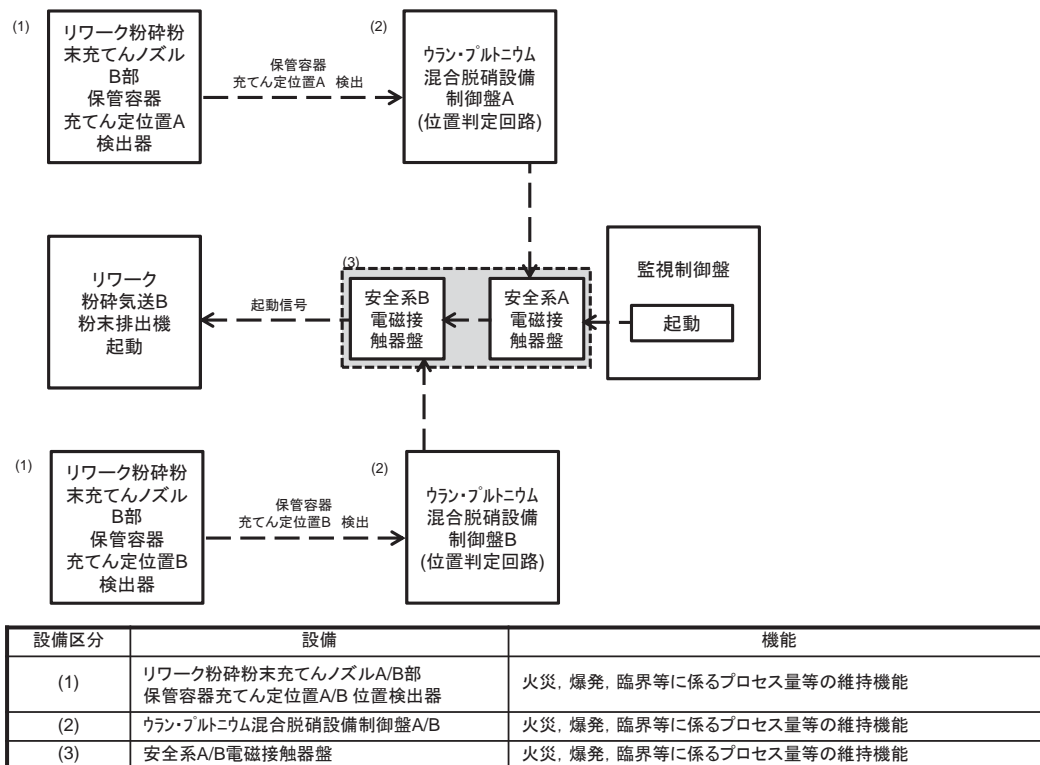 (1)
リワーク粉砕粉
末充てんノズル
B部
保管容器
充てん定位置A
検出器
保管容器
充てん定位置A 検出
(2)
ウラン・プルトニウム
混合脱硝設備
制御盤A
(位置判定回路)
リワーク
粉砕気送B
粉末排出機
起動
起動信号
(3)
安全系B
電磁接
触器盤
安全系A
電磁接
触器盤
監視制御盤
起動
(1)
リワーク粉砕粉
末充てんノズル
B部
保管容器
充てん定位置B
検出器
保管容器
充てん定位置B 検出
(2)
ウラン・プルトニウム
混合脱硝設備
制御盤B
(位置判定回路)
設備区分 設備 機能
(1) リワーク粉砕粉末充てんノズルA/B部
保管容器充てん定位置A/B 位置検出器 火災, 爆発, 臨界等に係るプロセス量等の維持機能
(2) ウラン・プルトニウム混合脱硝設備制御盤A/B 火災, 爆発, 臨界等に係るプロセス量等の維持機能
(3) 安全系A/B電磁接触器盤 火災, 爆発, 臨界等に係るプロセス量等の維持機能